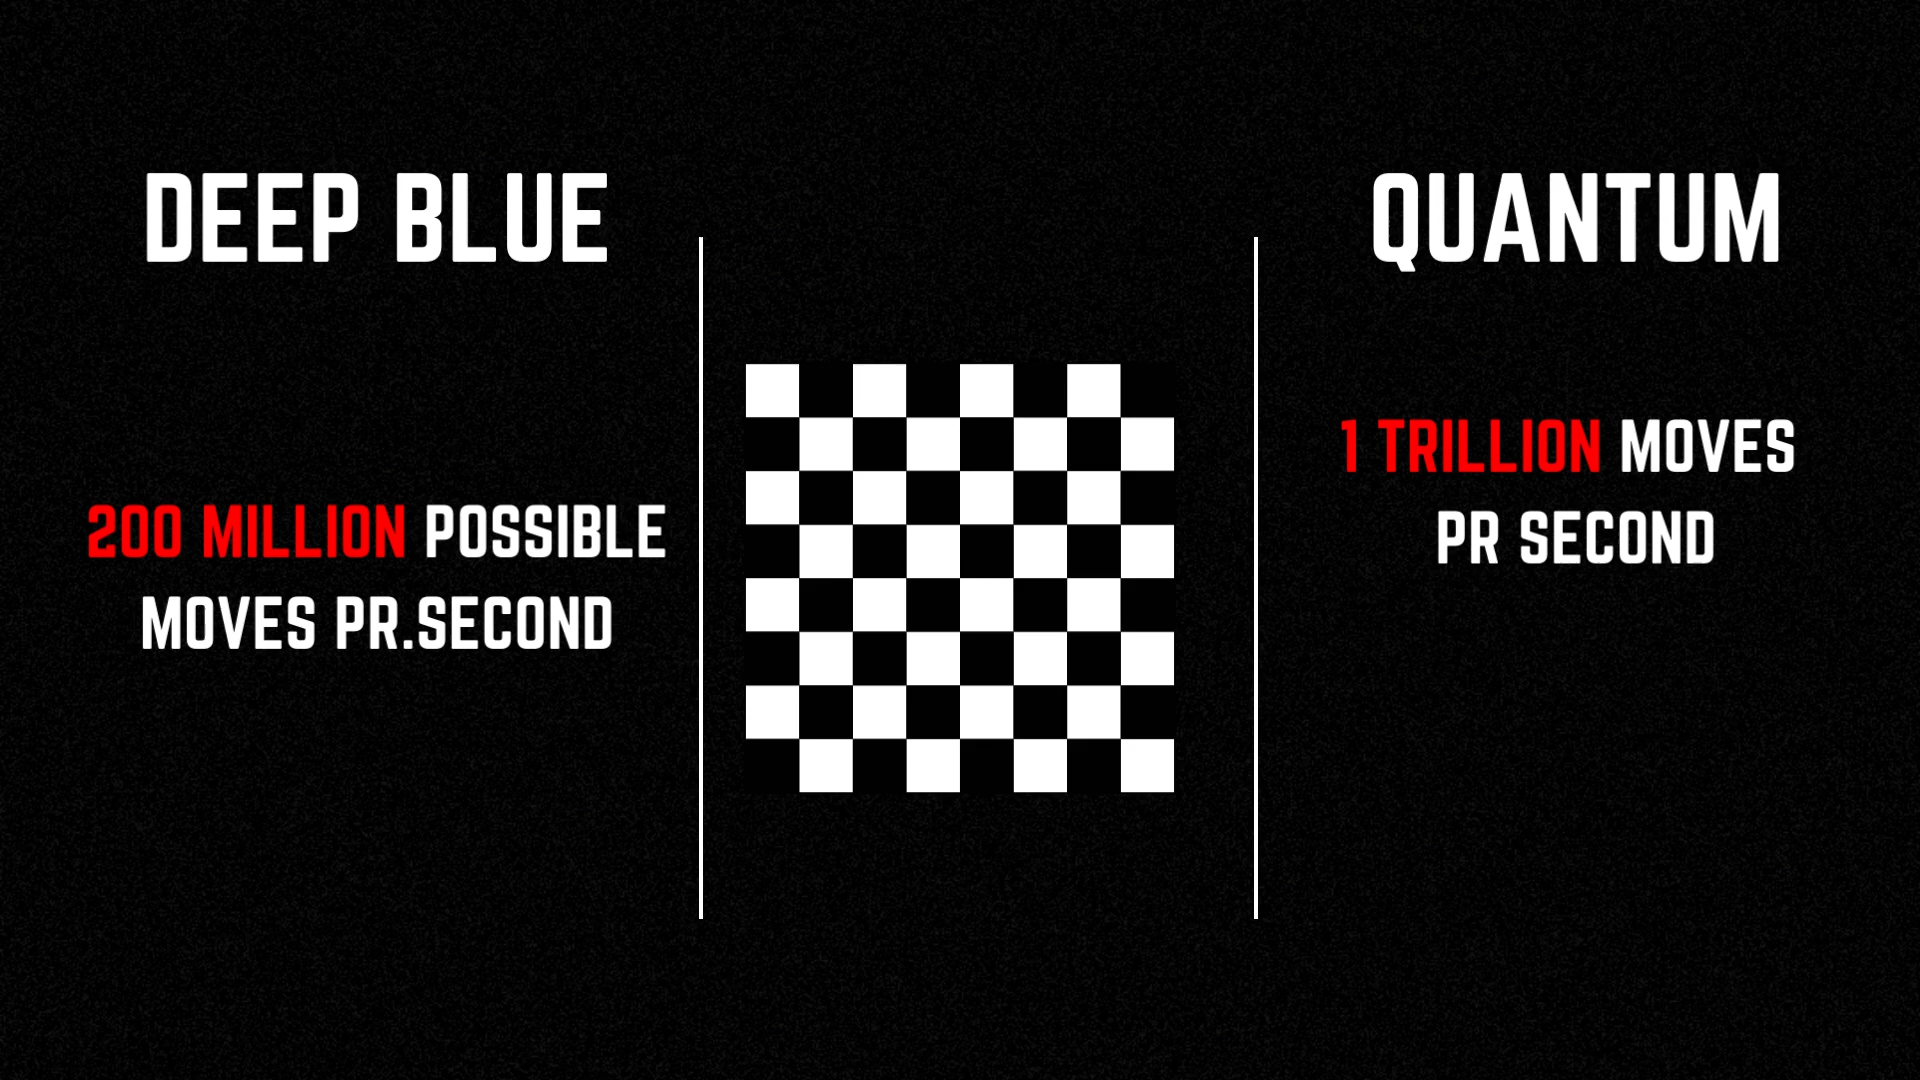 DEEP BLUE
200 MILLION POSSIBLE
MOVES PR.SECOND
QUANTUM
1 TRILLION MOVES
PR SECOND